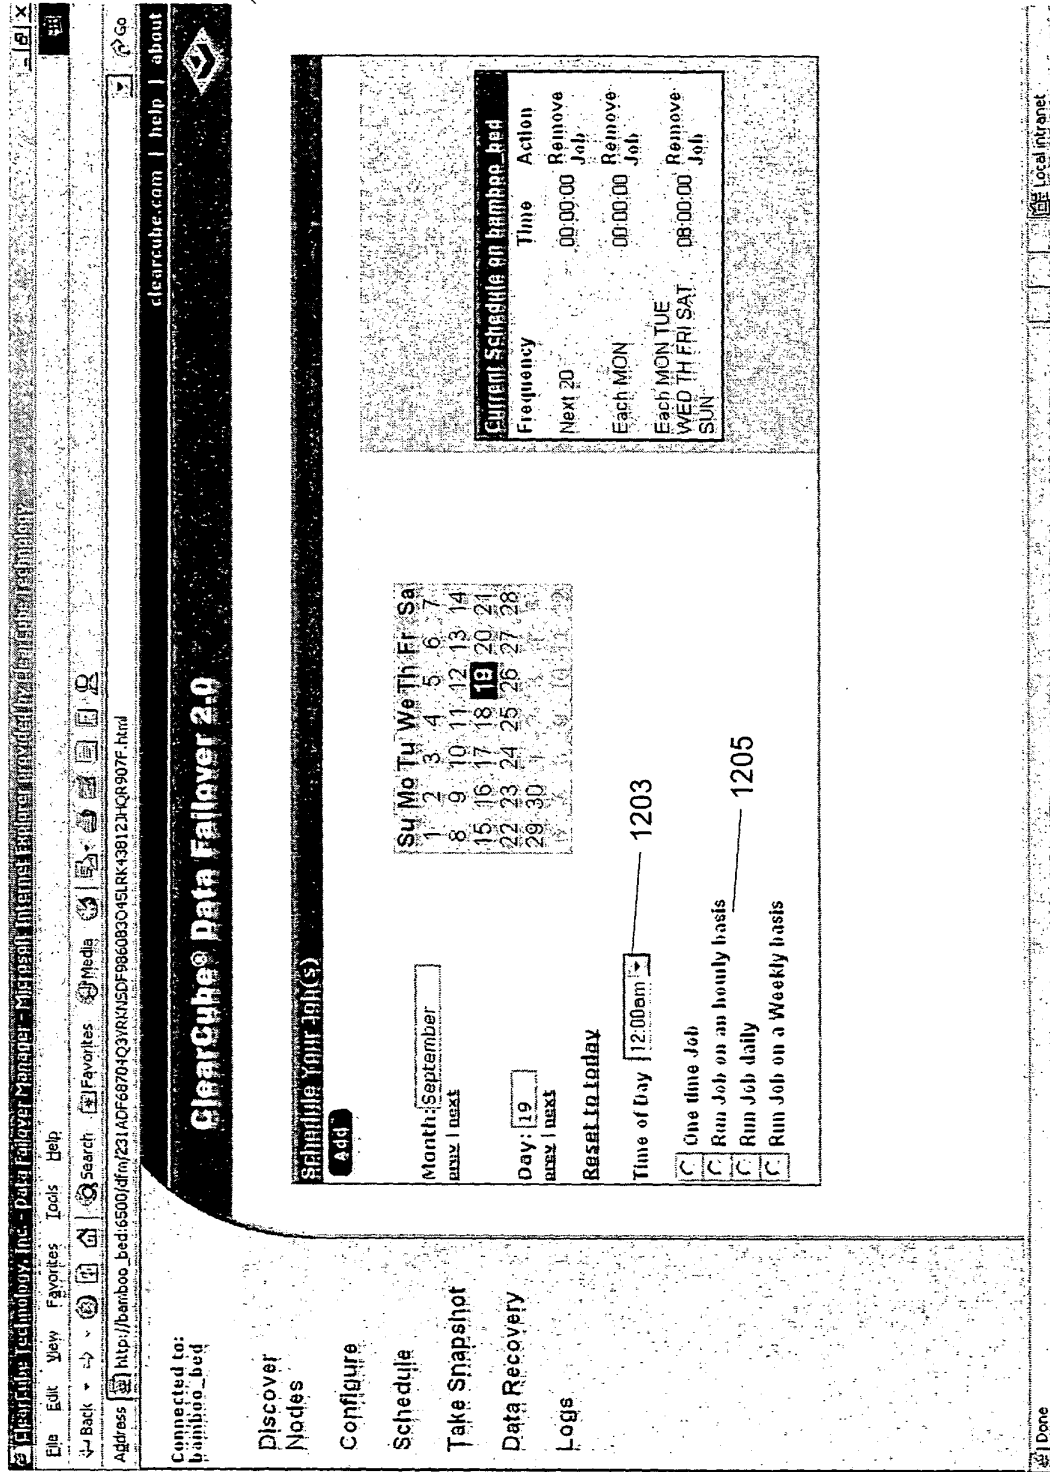 ClearCube Technology, Inc. - Data Failover Manager - Microsoft Internet Explorer provided by ClearCube Technology
File Edit View Favorites Tools Help
Back Search Favorites Media
Address http://bamboo_bed:6500/dfm/ Go
clearcube.com | help | about
Connected to:
bamboo_bed
ClearCube® Data Failover 2.0
Discover
Nodes
Configure
Schedule
Take Snapshot
Data Recovery
Logs
Schedule Your Job(s)
Add
Month: September
prev | next
Day: 19
prev | next
Reset to today
Time of Day 12:00am
1203
One time Job
Run Job on an hourly basis
Run Job daily
Run Job on a Weekly basis
1205
Su Mo Tu We Th Fr Sa
1 2 3 4 5 6 7
8 9 10 11 12 13 14
15 16 17 18 19 20 21
22 23 24 25 26 27 28
29 30
Current Schedule on bamboo_bed
Frequency Time Action
Next 20 00:00:00 Remove
Job
Each MON 00:00:00 Remove
Job
Each MON TUE
WED TH FRI SAT 08:00:00 Remove
SUN Job
Done Local intranet